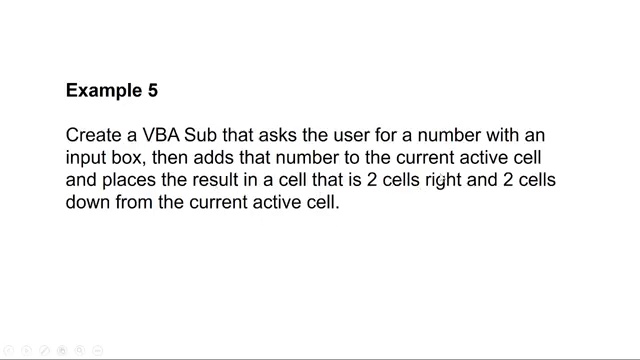 Example 5
Create a VBA Sub that asks the user for a number with an
input box, then adds that number to the current active cell
and places the result in a cell that is 2 cells right and 2 cells
down from the current active cell.